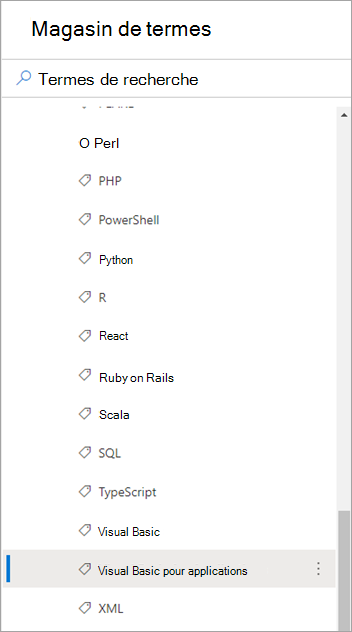 Magasin de termes
Termes de recherche
O Perl
PHP
PowerShell
Python
R
React
Ruby on Rails
Scala
SQL
TypeScript
Visual Basic
Visual Basic pour applications
XML